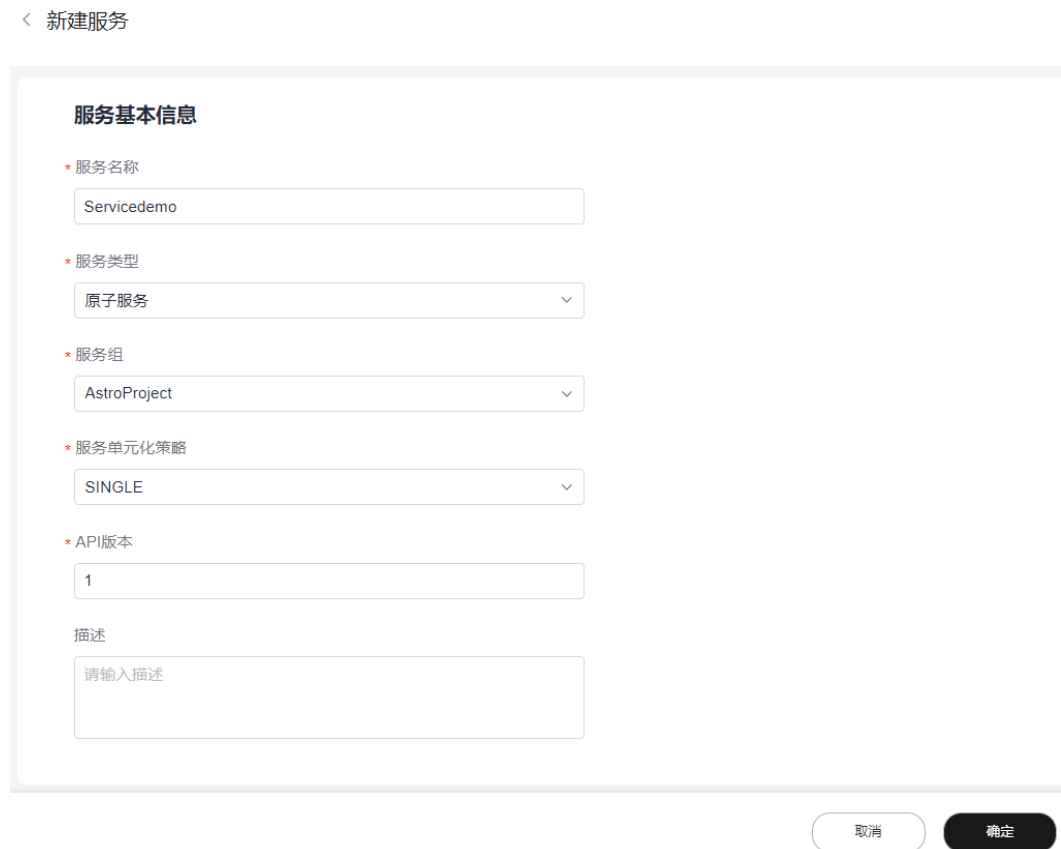 新建服务
服务基本信息
* 服务名称
Servicedemo
* 服务类型
原子服务
* 服务组
AstroProject
* 服务单元化策略
SINGLE
* API版本
1
描述
请输入描述
取消 确定